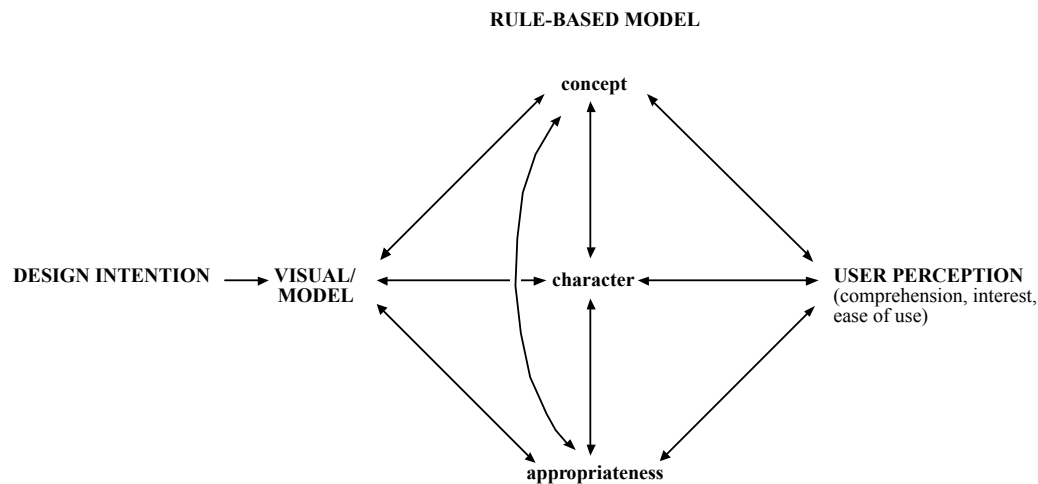 RULE-BASED MODEL
concept
DESIGN INTENTION
VISUAL/
MODEL
character
USER PERCEPTION
(comprehension, interest,
ease of use)
appropriateness